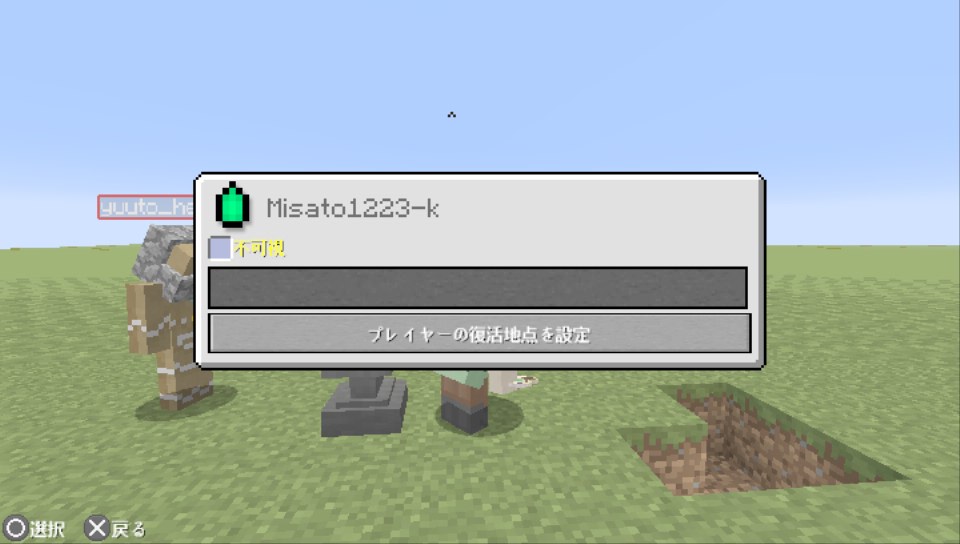 Misato1223-k
yuuto_he
不可視
プレイヤーの復活地点を設定
選択 戻る